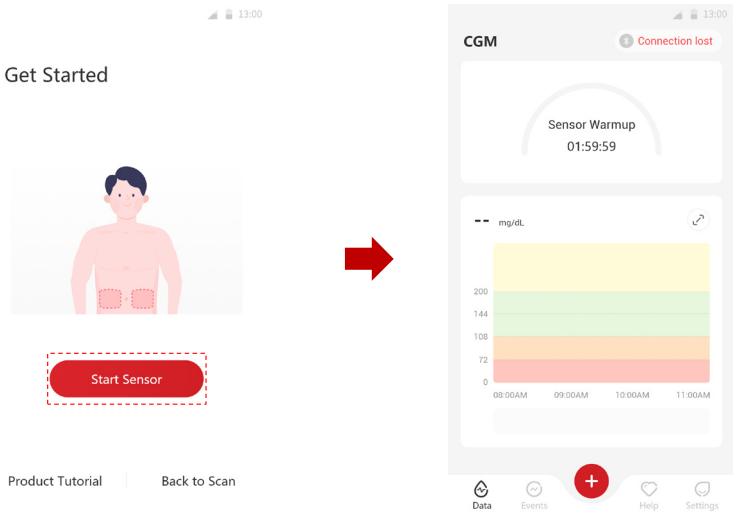 13:00
Get Started
Start Sensor
Product Tutorial
Back to Scan
13:00
CGM
Connection lost
Sensor Warmup
01:59:59
-- mg/dL
200
144
108
72
0
08:00AM 09:00AM 10:00AM 11:00AM
+
Data Events Help Settings